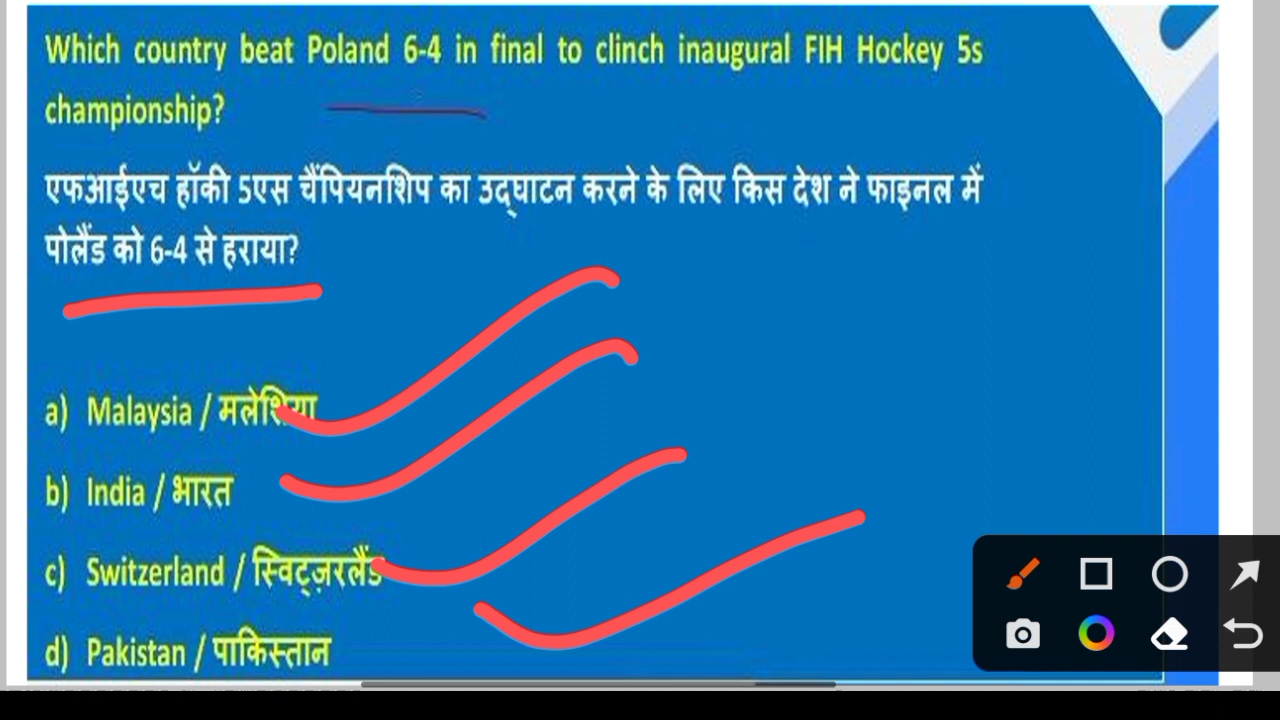 Which country beat Poland 6-4 in final to clinch inaugural FIH Hockey 5s
championship?
एफआईएच हॉकी 5एस चैंपियनशिप का उद्घाटन करने के लिए किस देश ने फाइनल में
पोलैंड को 6-4 से हराया?
a) Malaysia / मलेशिया
b) India / भारत
c) Switzerland / स्विट्ज़रलैंड
d) Pakistan / पाकिस्तान